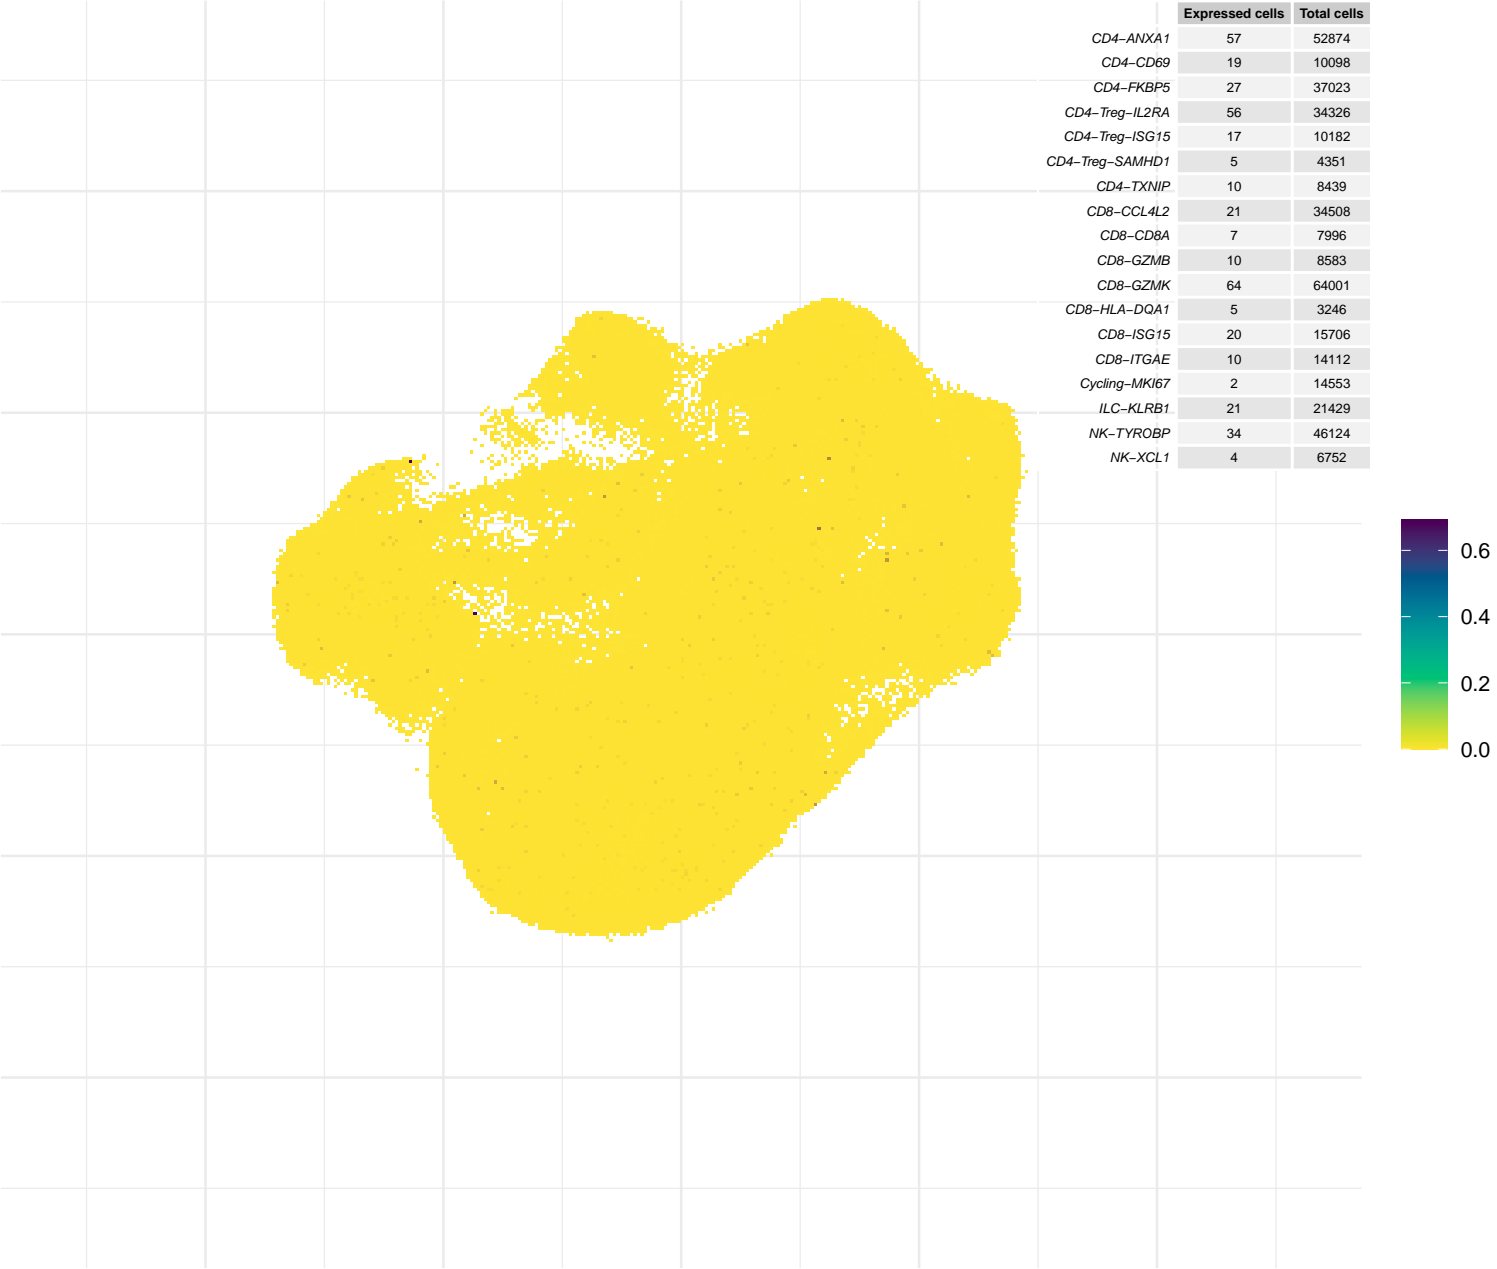 Expressed cells Total cells
CD4−ANXA1 57 52874
CD4−CD69 19 10098
CD4−FKBP5 27 37023
CD4−Treg−IL2RA 56 34326
CD4−Treg−ISG15 17 10182
CD4−Treg−SAMHD1 5 4351
CD4−TXNIP 10 8439
CD8−CCL4L2 21 34508
CD8−CD8A 7 7996
CD8−GZMB 10 8583
CD8−GZMK 64 64001
CD8−HLA−DQA1 5 3246
CD8−ISG15 20 15706
CD8−ITGAE 10 14112
Cycling−MKI67 2 14553
ILC−KLRB1 21 21429
NK−TYROBP 34 46124
NK−XCL1 4 6752
0.6
0.4
0.2
0.0